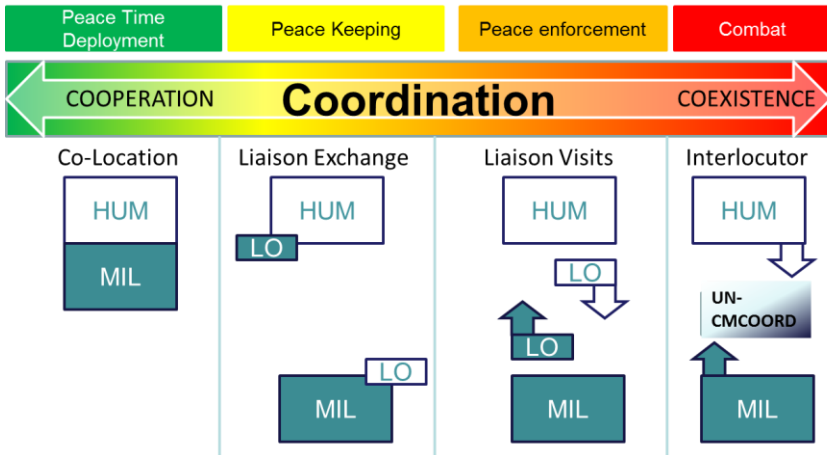 Peace Time
Deployment
Peace Keeping
Peace enforcement
Combat
COOPERATION
Coordination
COEXISTENCE
Co-Location
Liaison Exchange
Liaison Visits
Interlocutor
HUM
MIL
HUM
LO
LO
MIL
HUM
LO
LO
MIL
HUM
UN-
CMCOORD
MIL